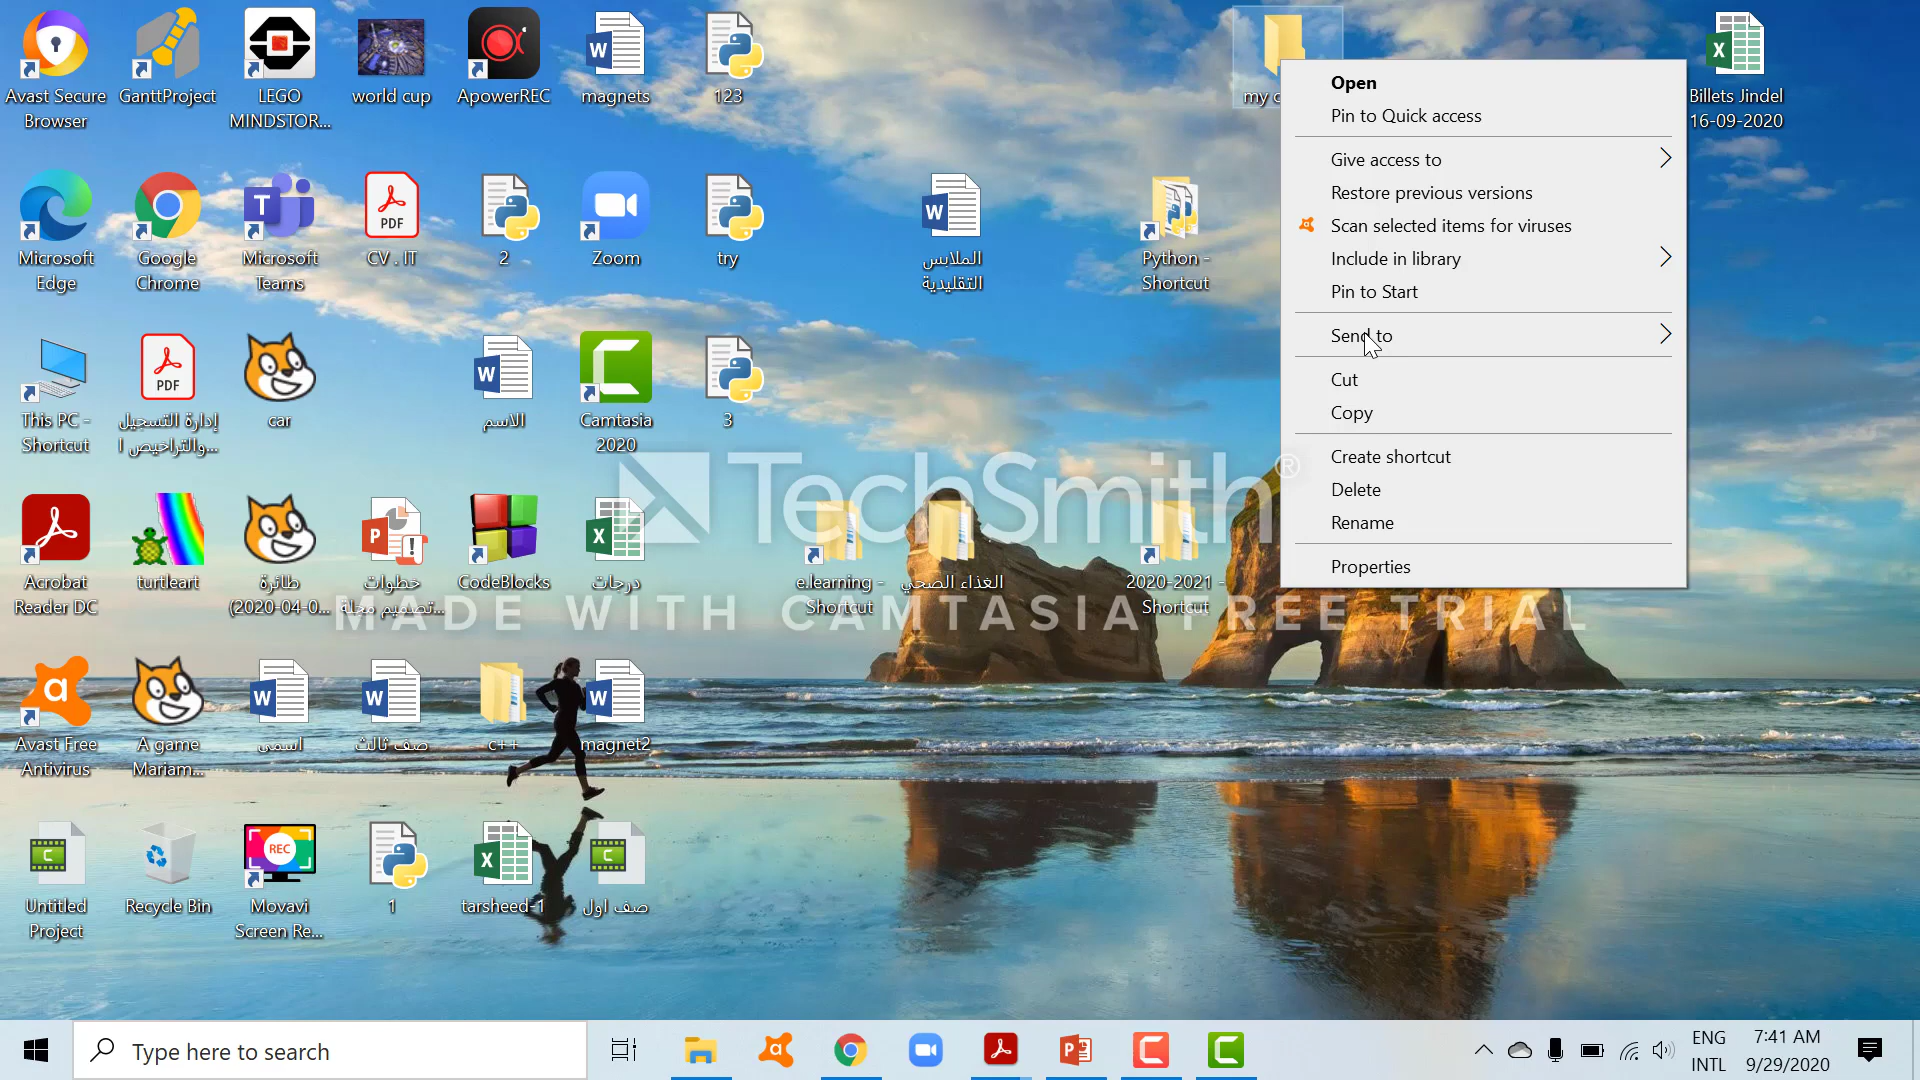 Avast Secure
Browser
GanttProject
LEGO
MINDSTOR...
world cup
ApowerREC
magnets
123
my c
Billets Jindel
16-09-2020
Microsoft
Edge
Google
Chrome
Microsoft
Teams
CV . IT
2
Zoom
try
الملابس
التقليدية
Python -
Shortcut
This PC -
Shortcut
إدارة التسجيل
والتراخيص ا...
car
الاسم
Camtasia
2020
3
Acrobat
Reader DC
turtleart
طائرة
(2020-04-0...
خطوات
تصميم مجلة...
CodeBlocks
درجات
e.learning -
Shortcut
الغذاء الصحي
2020-2021 -
Shortcut
Avast Free
Antivirus
A game
Mariam...
اسمي
صف ثالث
c++
magnet2
Untitled
Project
Recycle Bin
Movavi
Screen Re...
1
tarsheed-1
صف اول
Open
Pin to Quick access
Give access to
Restore previous versions
Scan selected items for viruses
Include in library
Pin to Start
Send to
Cut
Copy
Create shortcut
Delete
Rename
Properties
TechSmith®
MADE WITH CAMTASIA FREE TRIAL
Type here to search
ENG
INTL
7:41 AM
9/29/2020